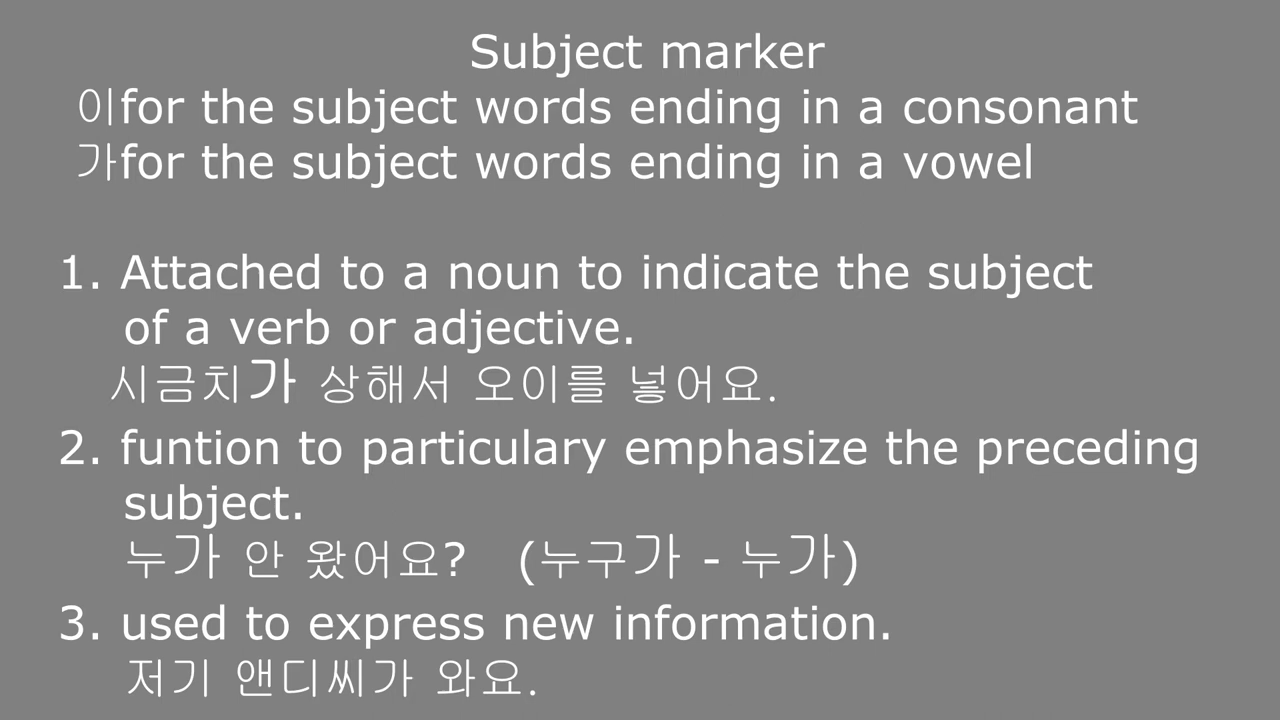 Subject marker
이for the subject words ending in a consonant
가for the subject words ending in a vowel
1. Attached to a noun to indicate the subject
of a verb or adjective.
시금치가 상해서 오이를 넣어요.
2. funtion to particulary emphasize the preceding
subject.
누가 안 왔어요? (누구가 - 누가)
3. used to express new information.
저기 앤디씨가 와요.